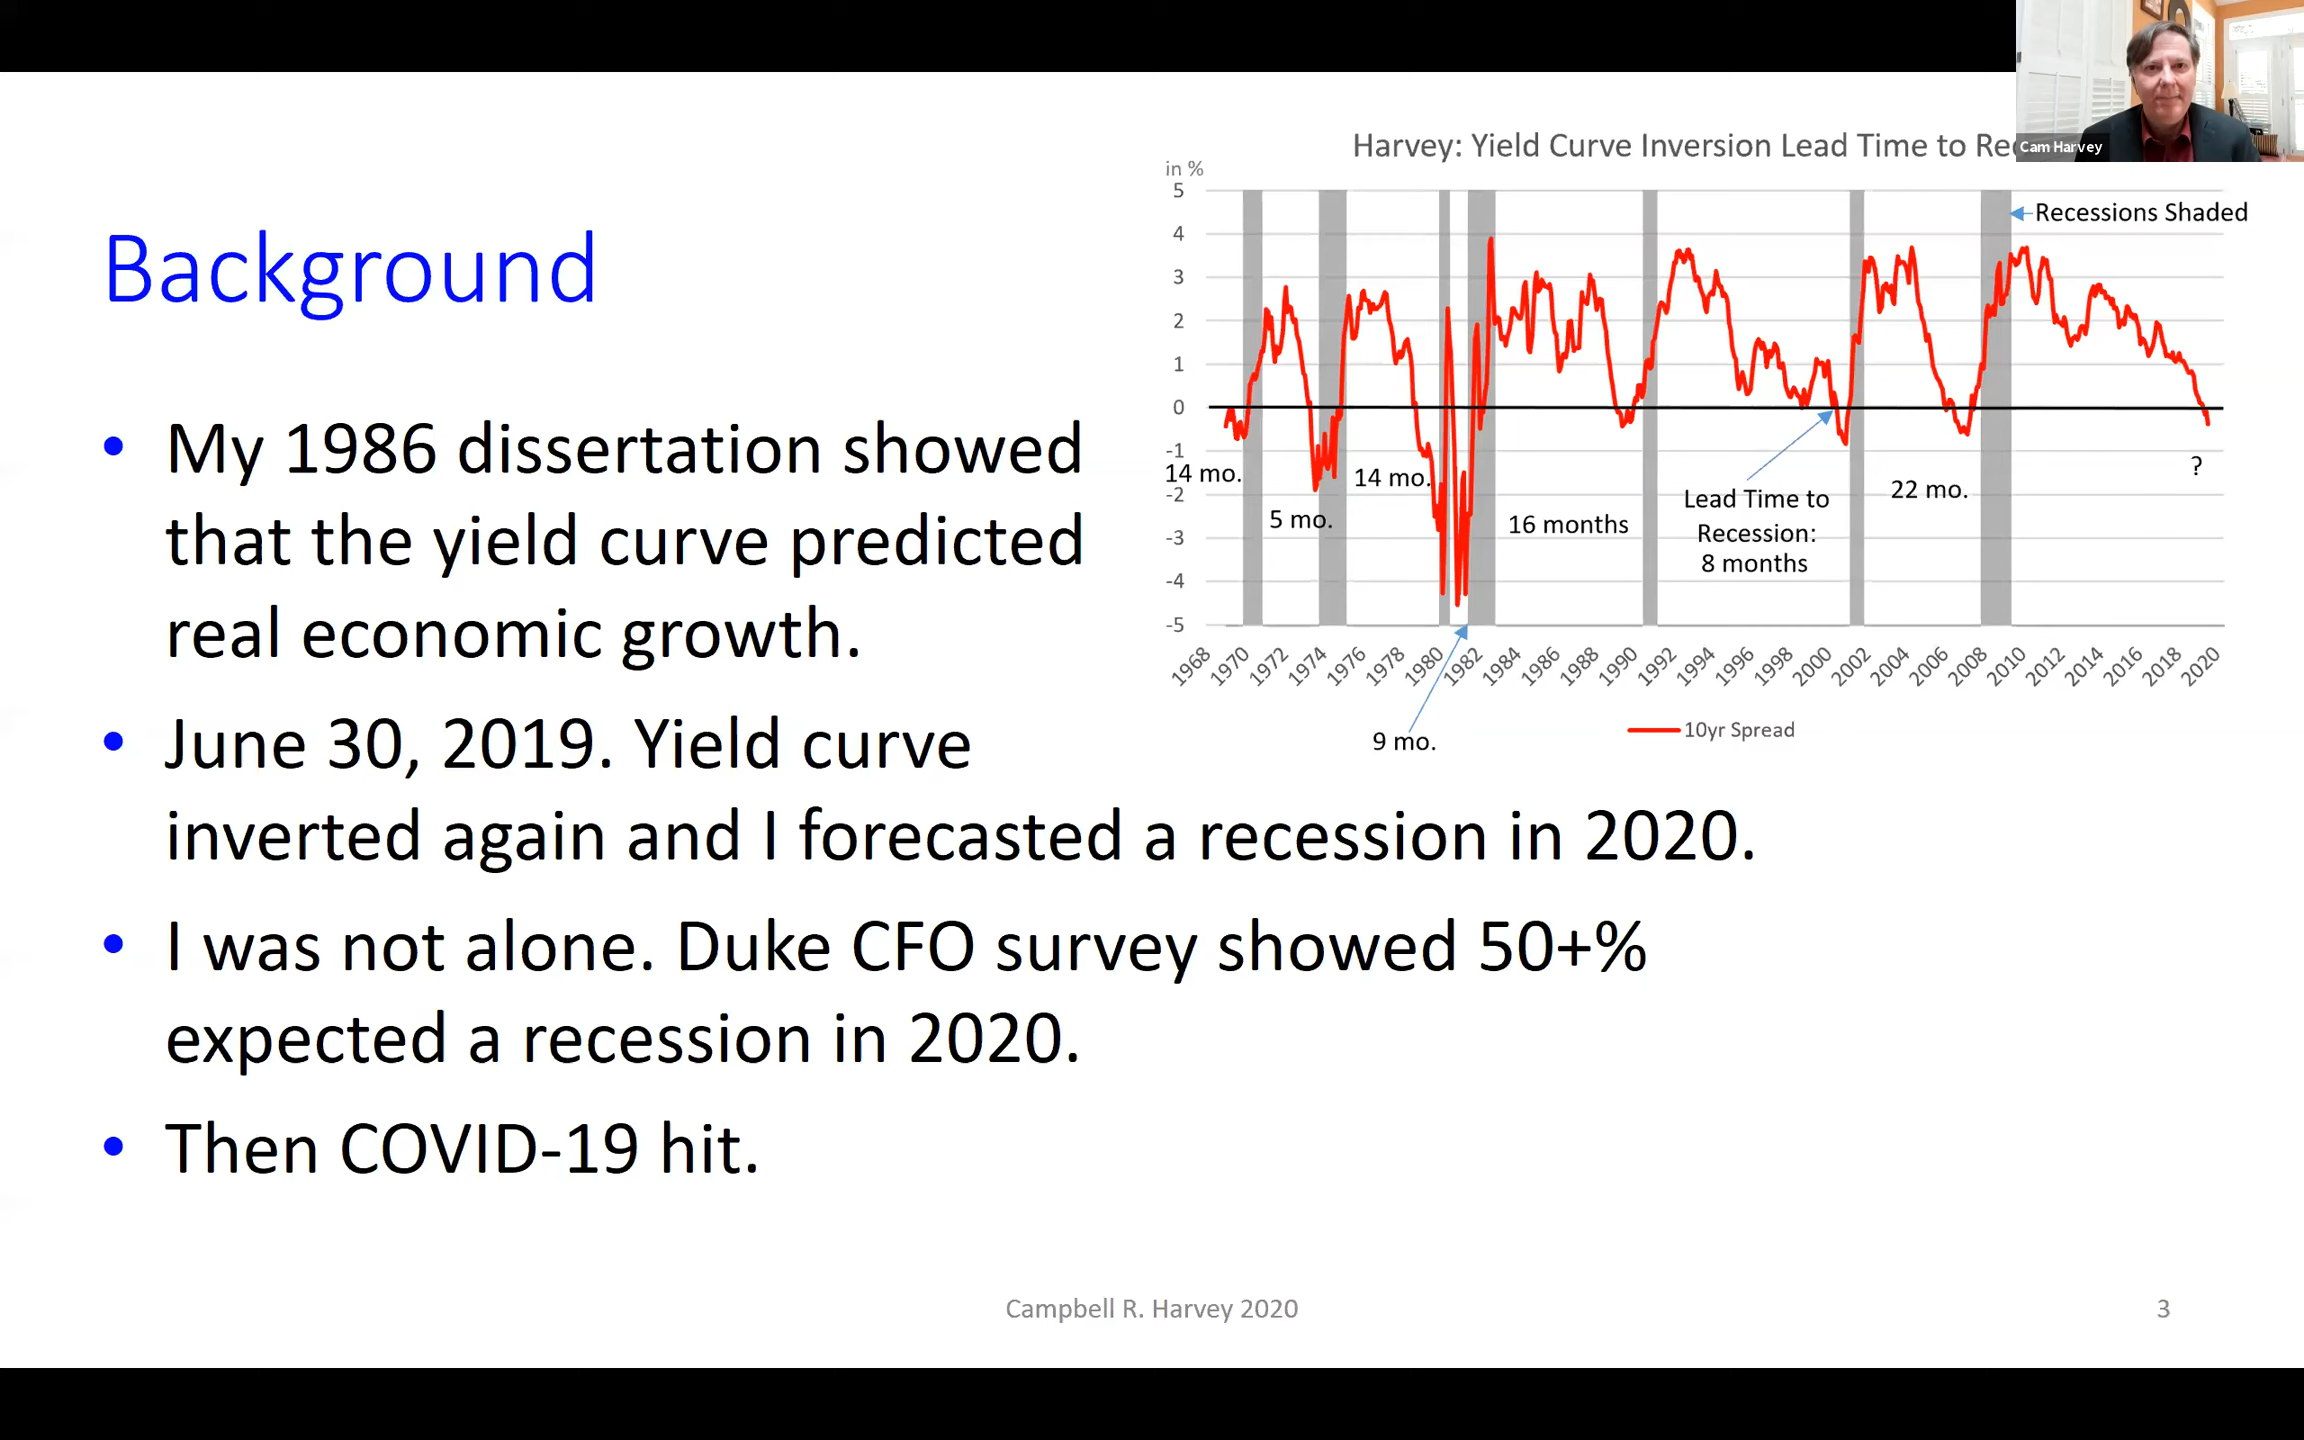 Cam Harvey
Harvey: Yield Curve Inversion Lead Time to
in %
5
4
3
2
1
0
-1
-2
-3
-4
-5
Recessions Shaded
14 mo.
5 mo.
14 mo.
9 mo.
16 months
Lead Time to
Recession:
8 months
22 mo.
?
1968 1970 1972 1974 1976 1978 1980 1982 1984 1986 1988 1990 1992 1994 1996 1998 2000 2002 2004 2006 2008 2010 2012 2014 2016 2018 2020
10yr Spread
Background
• My 1986 dissertation showed
that the yield curve predicted
real economic growth.
• June 30, 2019. Yield curve
inverted again and I forecasted a recession in 2020.
• I was not alone. Duke CFO survey showed 50+%
expected a recession in 2020.
• Then COVID-19 hit.
Campbell R. Harvey 2020
3